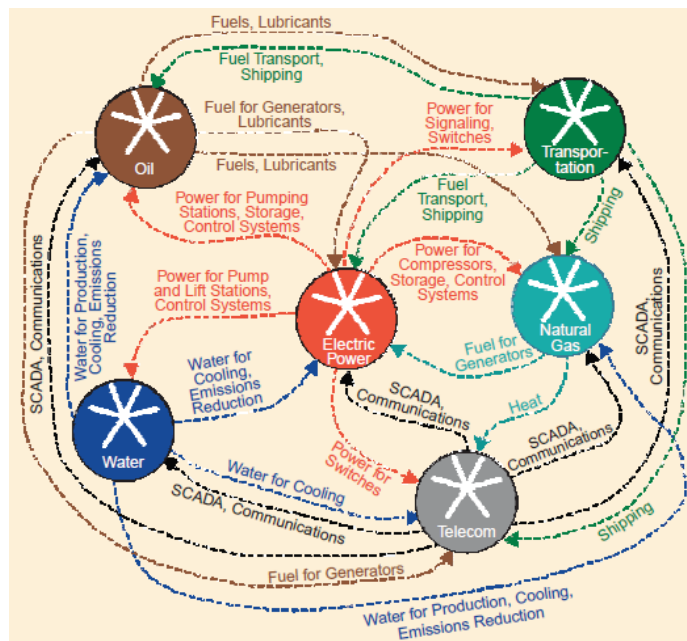 Fuels, Lubricants
Fuel Transport,
Shipping
Fuel for Generators,
Lubricants
Power for
Signaling,
Switches
Oil
Transpor-
tation
Fuels, Lubricants
Fuel
Transport,
Shipping
Shipping
Power for Pumping
Stations, Storage,
Control Systems
Power for
Compressors,
Storage, Control
Systems
Power for Pump
and Lift Stations,
Control Systems
SCADA, Communications
Water for Production,
Cooling, Emissions
Reduction
SCADA, Communications
Electric
Power
Natural
Gas
Fuel for
Generators
Water for
Cooling,
Emissions
Reduction
SCADA,
Communications
Heat
SCADA,
Communications
Water
Power for
Switches
Water for Cooling
SCADA, Communications
Telecom
Shipping
Fuel for Generators
Water for Production, Cooling,
Emissions Reduction